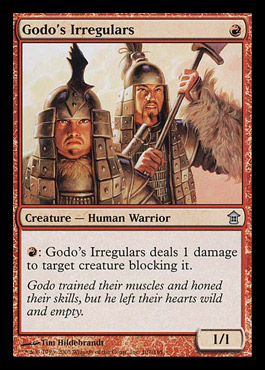 Godo's Irregulars
Creature — Human Warrior
: Godo's Irregulars deals 1 damage
to target creature blocking it.
Godo trained their muscles and honed
their skills, but he left their hearts wild
and empty.
1/1
Tim Hildebrandt